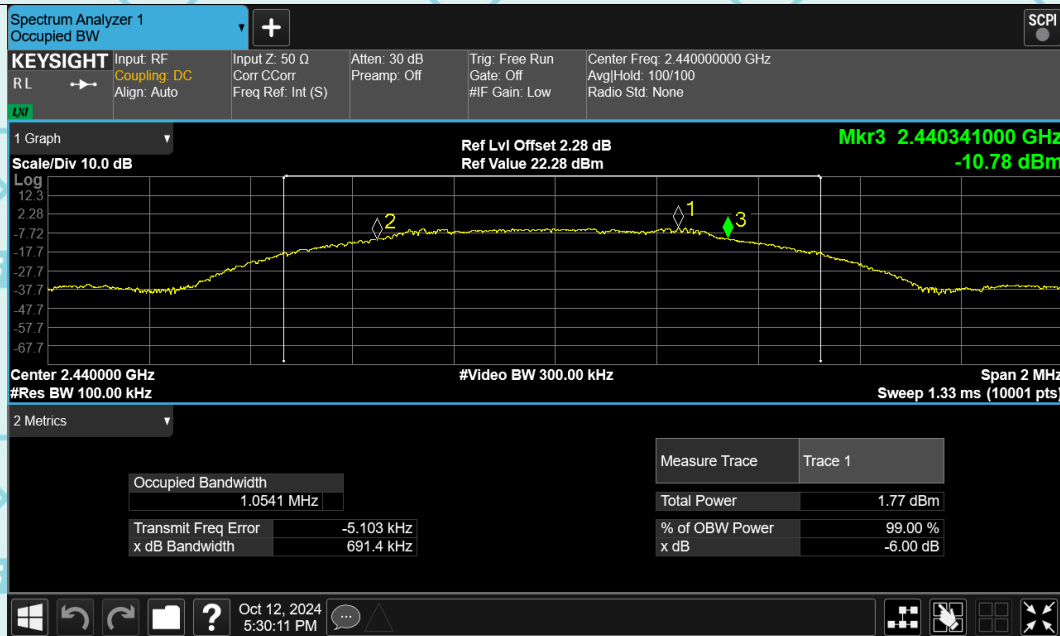 Spectrum Analyzer 1
Occupied BW
+
SCPI
KEYSIGHT
RL
LXI
Input: RF
Coupling: DC
Align: Auto
Input Z: 50 Ω
Corr CCorr
Freq Ref: Int (S)
Atten: 30 dB
Preamp: Off
Trig: Free Run
Gate: Off
#IF Gain: Low
Center Freq: 2.440000000 GHz
Avg|Hold: 100/100
Radio Std: None
1 Graph
Scale/Div 10.0 dB
Ref Lvl Offset 2.28 dB
Ref Value 22.28 dBm
Mkr3 2.440341000 GHz
-10.78 dBm
Log
12.3
2.28
-7.72
-17.7
-27.7
-37.7
-47.7
-57.7
-67.7
2
1
3
Center 2.440000 GHz
#Video BW 300.00 kHz
Span 2 MHz
#Res BW 100.00 kHz
Sweep 1.33 ms (10001 pts)
2 Metrics
Occupied Bandwidth
1.0541 MHz
Transmit Freq Error -5.103 kHz
x dB Bandwidth 691.4 kHz
Measure Trace Trace 1
Total Power 1.77 dBm
% of OBW Power 99.00 %
x dB -6.00 dB
?
Oct 12, 2024
5:30:11 PM